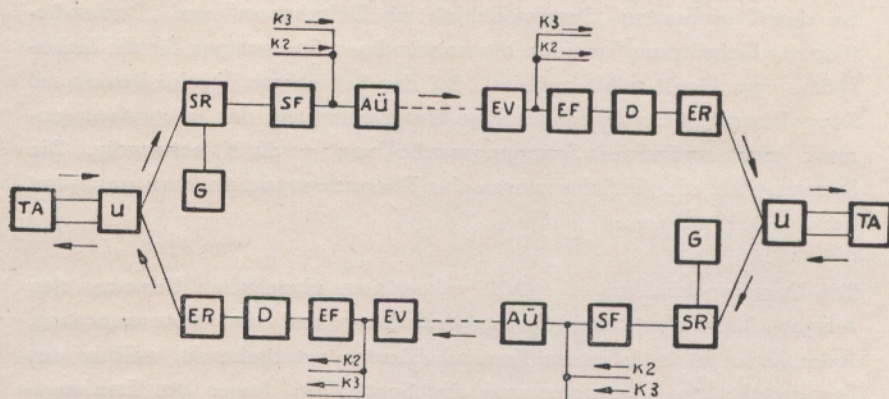 K3 K3
K2 K2
SR SF AÜ EV EF D ER
G
TA U G U TA
ER D EF EV AÜ SF SR
K2 K2
K3 K3